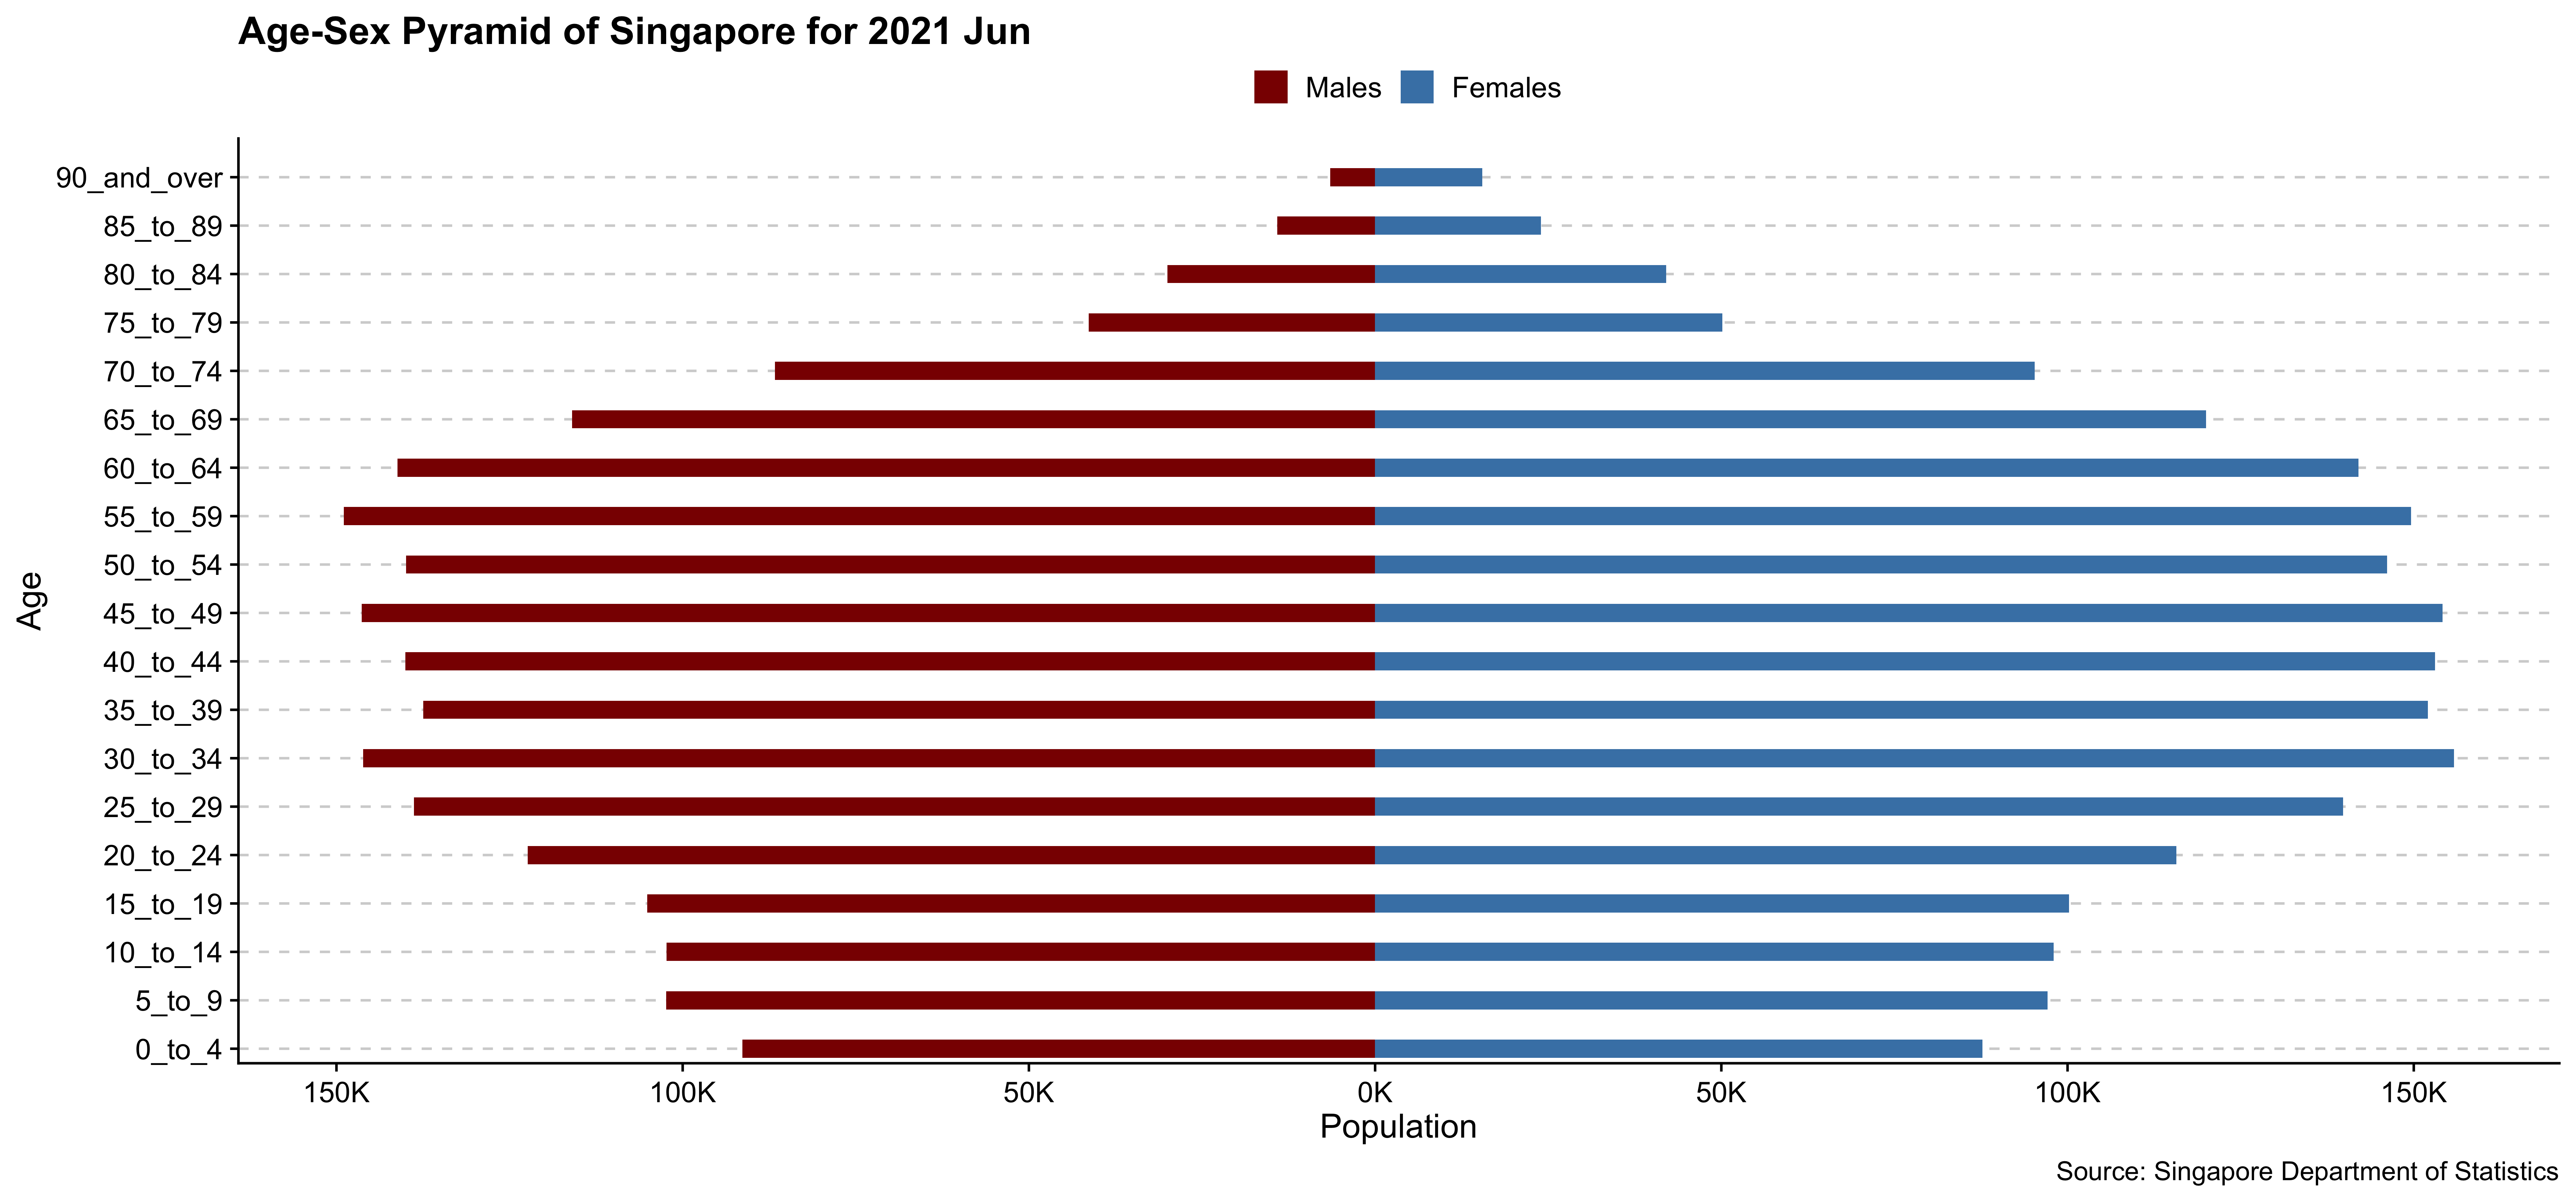 Age-Sex Pyramid of Singapore for 2021 Jun
Males Females
90_and_over
85_to_89
80_to_84
75_to_79
70_to_74
65_to_69
60_to_64
55_to_59
50_to_54
45_to_49
40_to_44
35_to_39
30_to_34
25_to_29
20_to_24
15_to_19
10_to_14
5_to_9
0_to_4
Age
150K 100K 50K 0K 50K 100K 150K
Population
Source: Singapore Department of Statistics